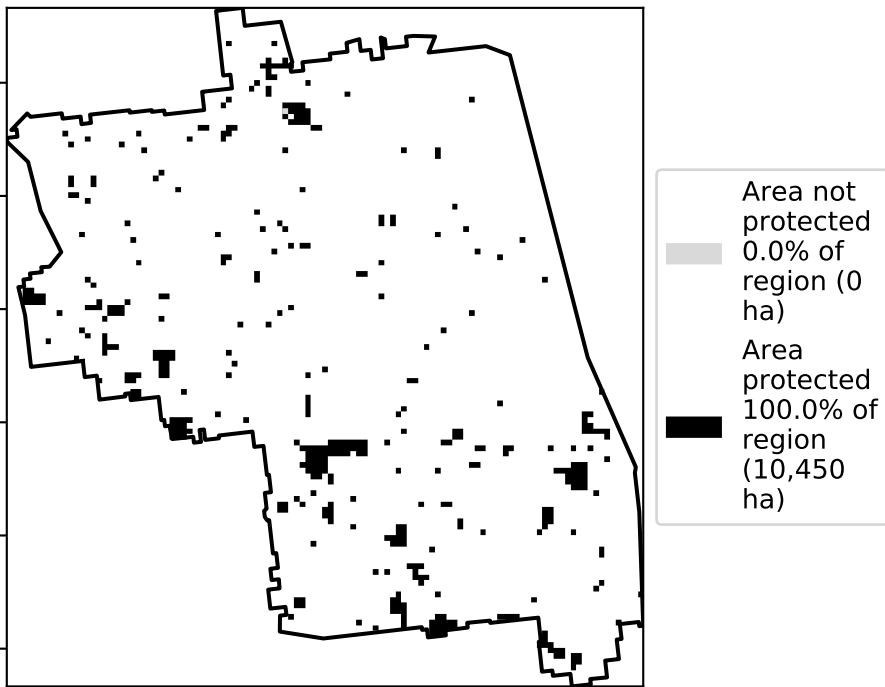 Area not
protected
0.0% of
region (0
ha)
Area
protected
100.0% of
region
(10,450
ha)